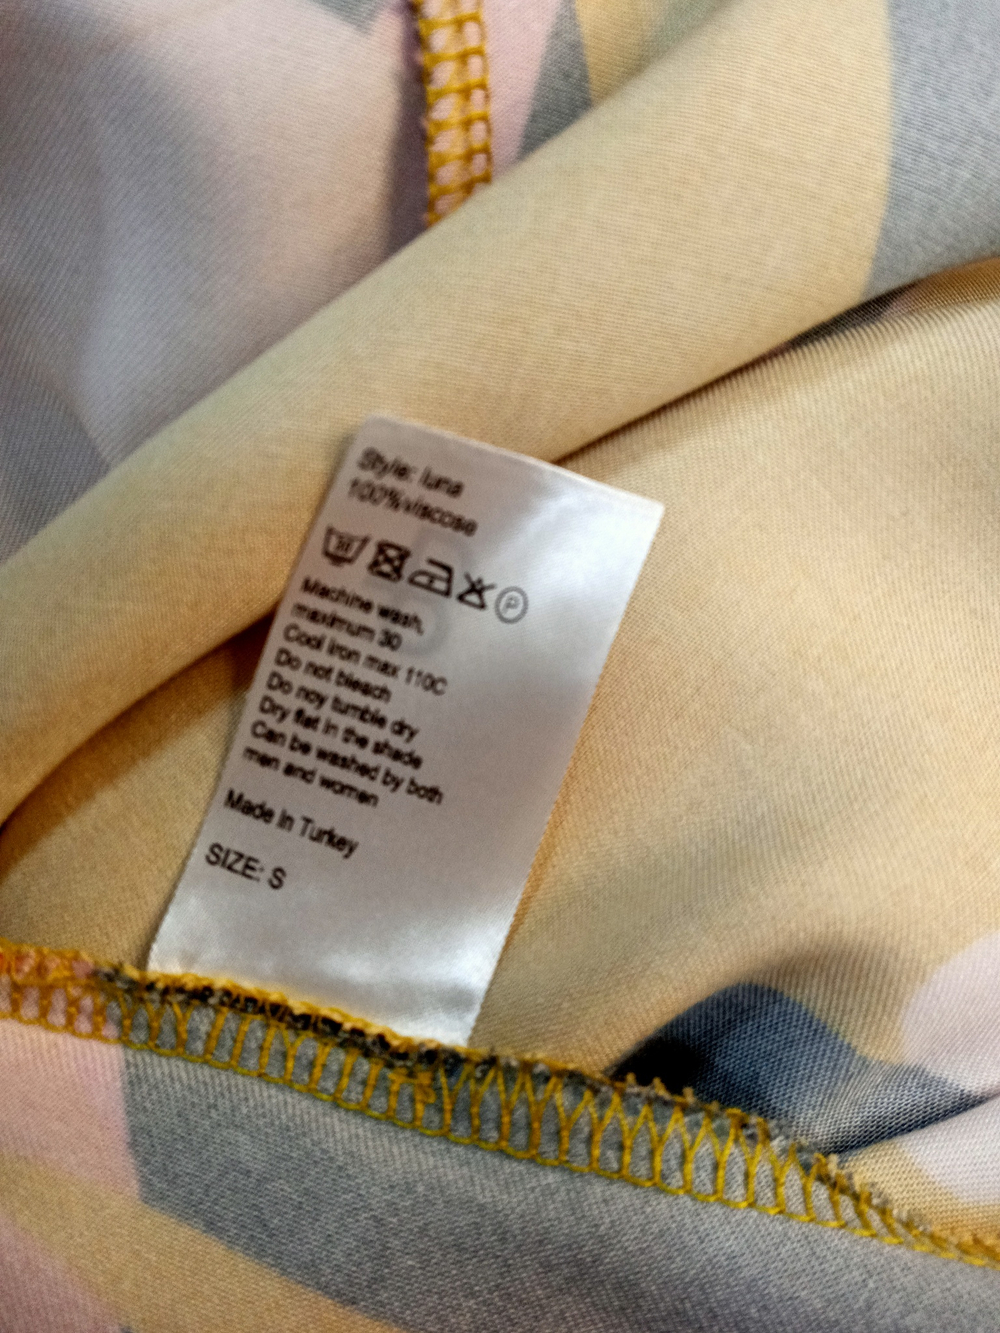 Style: luna
100%viscose
P
Machine wash,
maximum 30
Cool iron max 110C
Do not bleach
Do noy tumble dry
Dry flat in the shade
Can be washed by both
men and women
Made in Turkey
SIZE: S